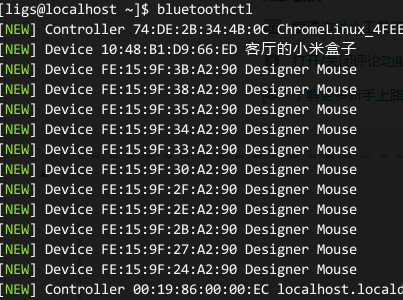 [ligs@localhost ~]$ bluetoothctl
[NEW] Controller 74:DE:2B:34:4B:0C ChromeLinux_4FEE
[NEW] Device 10:48:B1:D9:66:ED 客厅的小米盒子
[NEW] Device FE:15:9F:3B:A2:90 Designer Mouse
[NEW] Device FE:15:9F:38:A2:90 Designer Mouse
[NEW] Device FE:15:9F:35:A2:90 Designer Mouse
[NEW] Device FE:15:9F:34:A2:90 Designer Mouse
[NEW] Device FE:15:9F:33:A2:90 Designer Mouse
[NEW] Device FE:15:9F:30:A2:90 Designer Mouse
[NEW] Device FE:15:9F:2F:A2:90 Designer Mouse
[NEW] Device FE:15:9F:2E:A2:90 Designer Mouse
[NEW] Device FE:15:9F:2B:A2:90 Designer Mouse
[NEW] Device FE:15:9F:27:A2:90 Designer Mouse
[NEW] Device FE:15:9F:24:A2:90 Designer Mouse
[NEW] Controller 00:19:86:00:00:EC localhost.locald